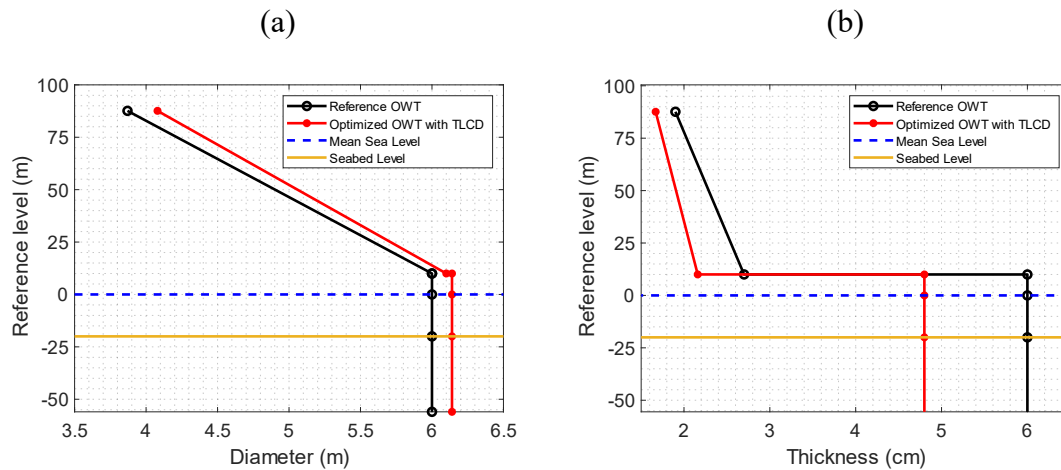 (a)
100
75
50
25
0
-25
-50
3.5 4 4.5 5 5.5 6 6.5
Diameter (m)
Reference level (m)
Reference OWT
Optimized OWT with TLCD
Mean Sea Level
Seabed Level
(b)
100
75
50
25
0
-25
-50
2 3 4 5 6
Thickness (cm)
Reference level (m)
Reference OWT
Optimized OWT with TLCD
Mean Sea Level
Seabed Level